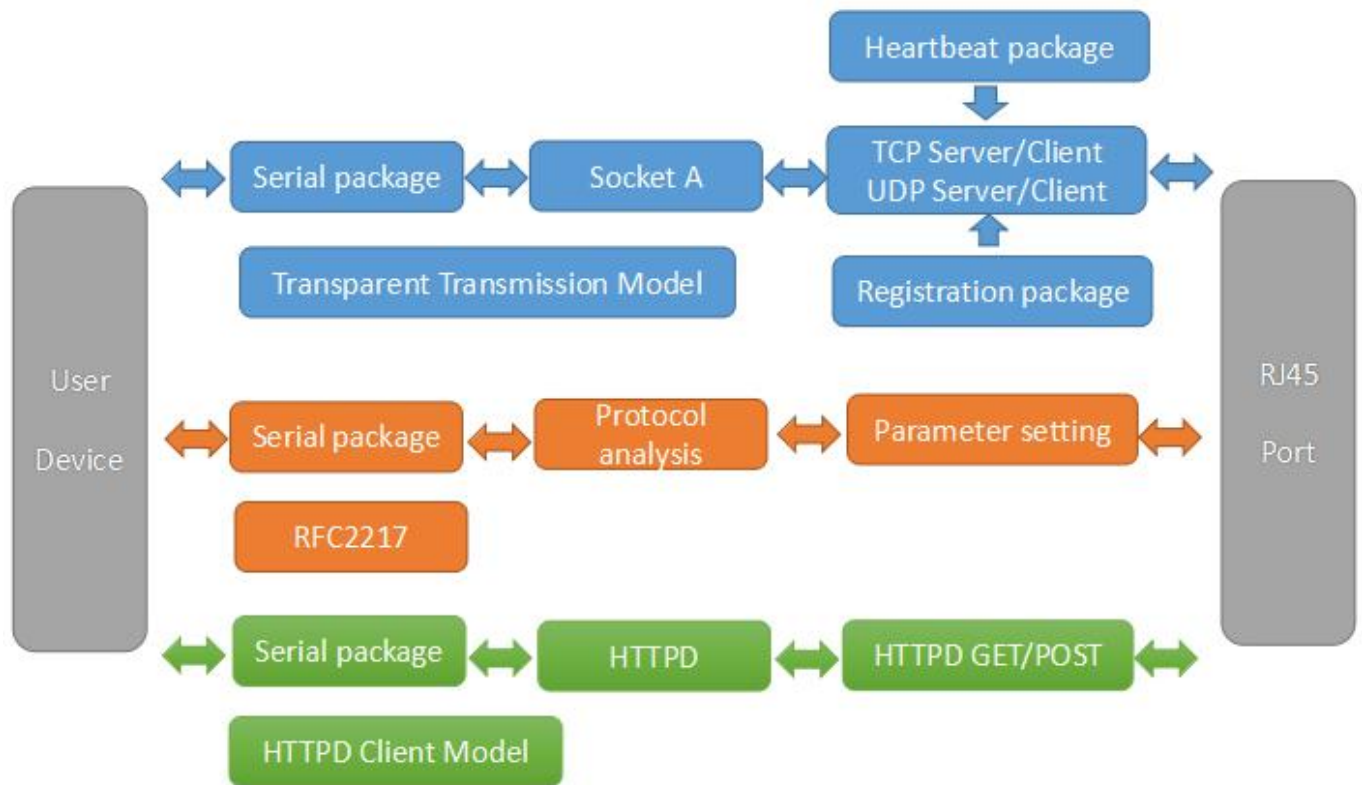 Heartbeat package
Serial package
Socket A
TCP Server/Client
UDP Server/Client
Transparent Transmission Model
Registration package
User
Device
RJ45
Port
Serial package
Protocol
analysis
Parameter setting
RFC2217
Serial package
HTTPD
HTTPD GET/POST
HTTPD Client Model